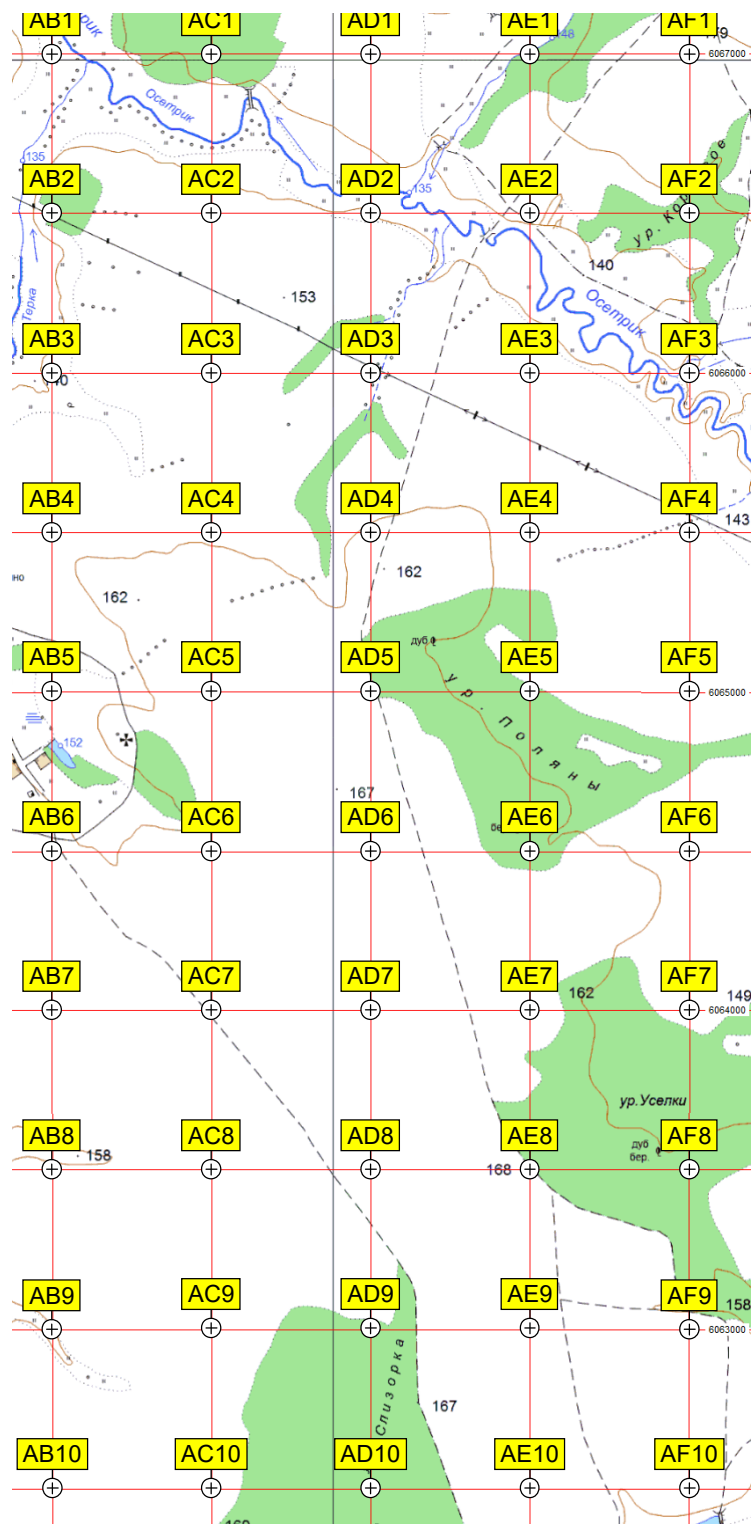 AB1 AC1 AD1 AE1 AF1
148
6067000
Осетрик
135
AB2 AC2 AD2 AE2 AF2
135
ур. Кор
140
153
Терка
Осетрик
AB3 AC3 AD3 AE3 AF3
6066000
AB4 AC4 AD4 AE4 AF4
143
но
162
162
дуб
AB5 AC5 AD5 AE5 AF5
6065000
ур. Поляны
152
167
AB6 AC6 AD6 AE6 AF6
AB7 AC7 AD7 AE7 AF7
162
149
6064000
ур.Уселки
AB8 AC8 AD8 AE8 AF8
158
дуб
бер.
168
AB9 AC9 AD9 AE9 AF9
158
6063000
Слизорка
167
AB10 AC10 AD10 AE10 AF10